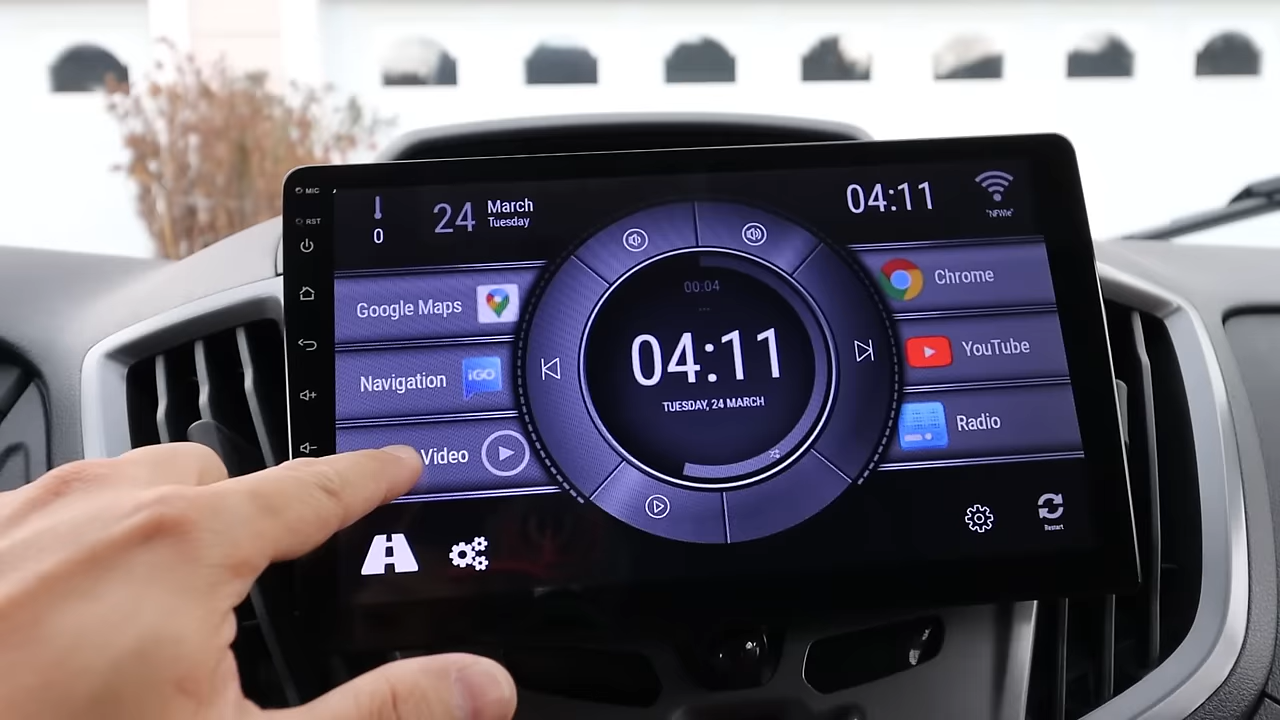 MIC
RST
0
24
March
Tuesday
04:11
"NFWie"
Google Maps
Navigation
iGO
Video
00:04
04:11
TUESDAY, 24 MARCH
Chrome
YouTube
Radio
Restart